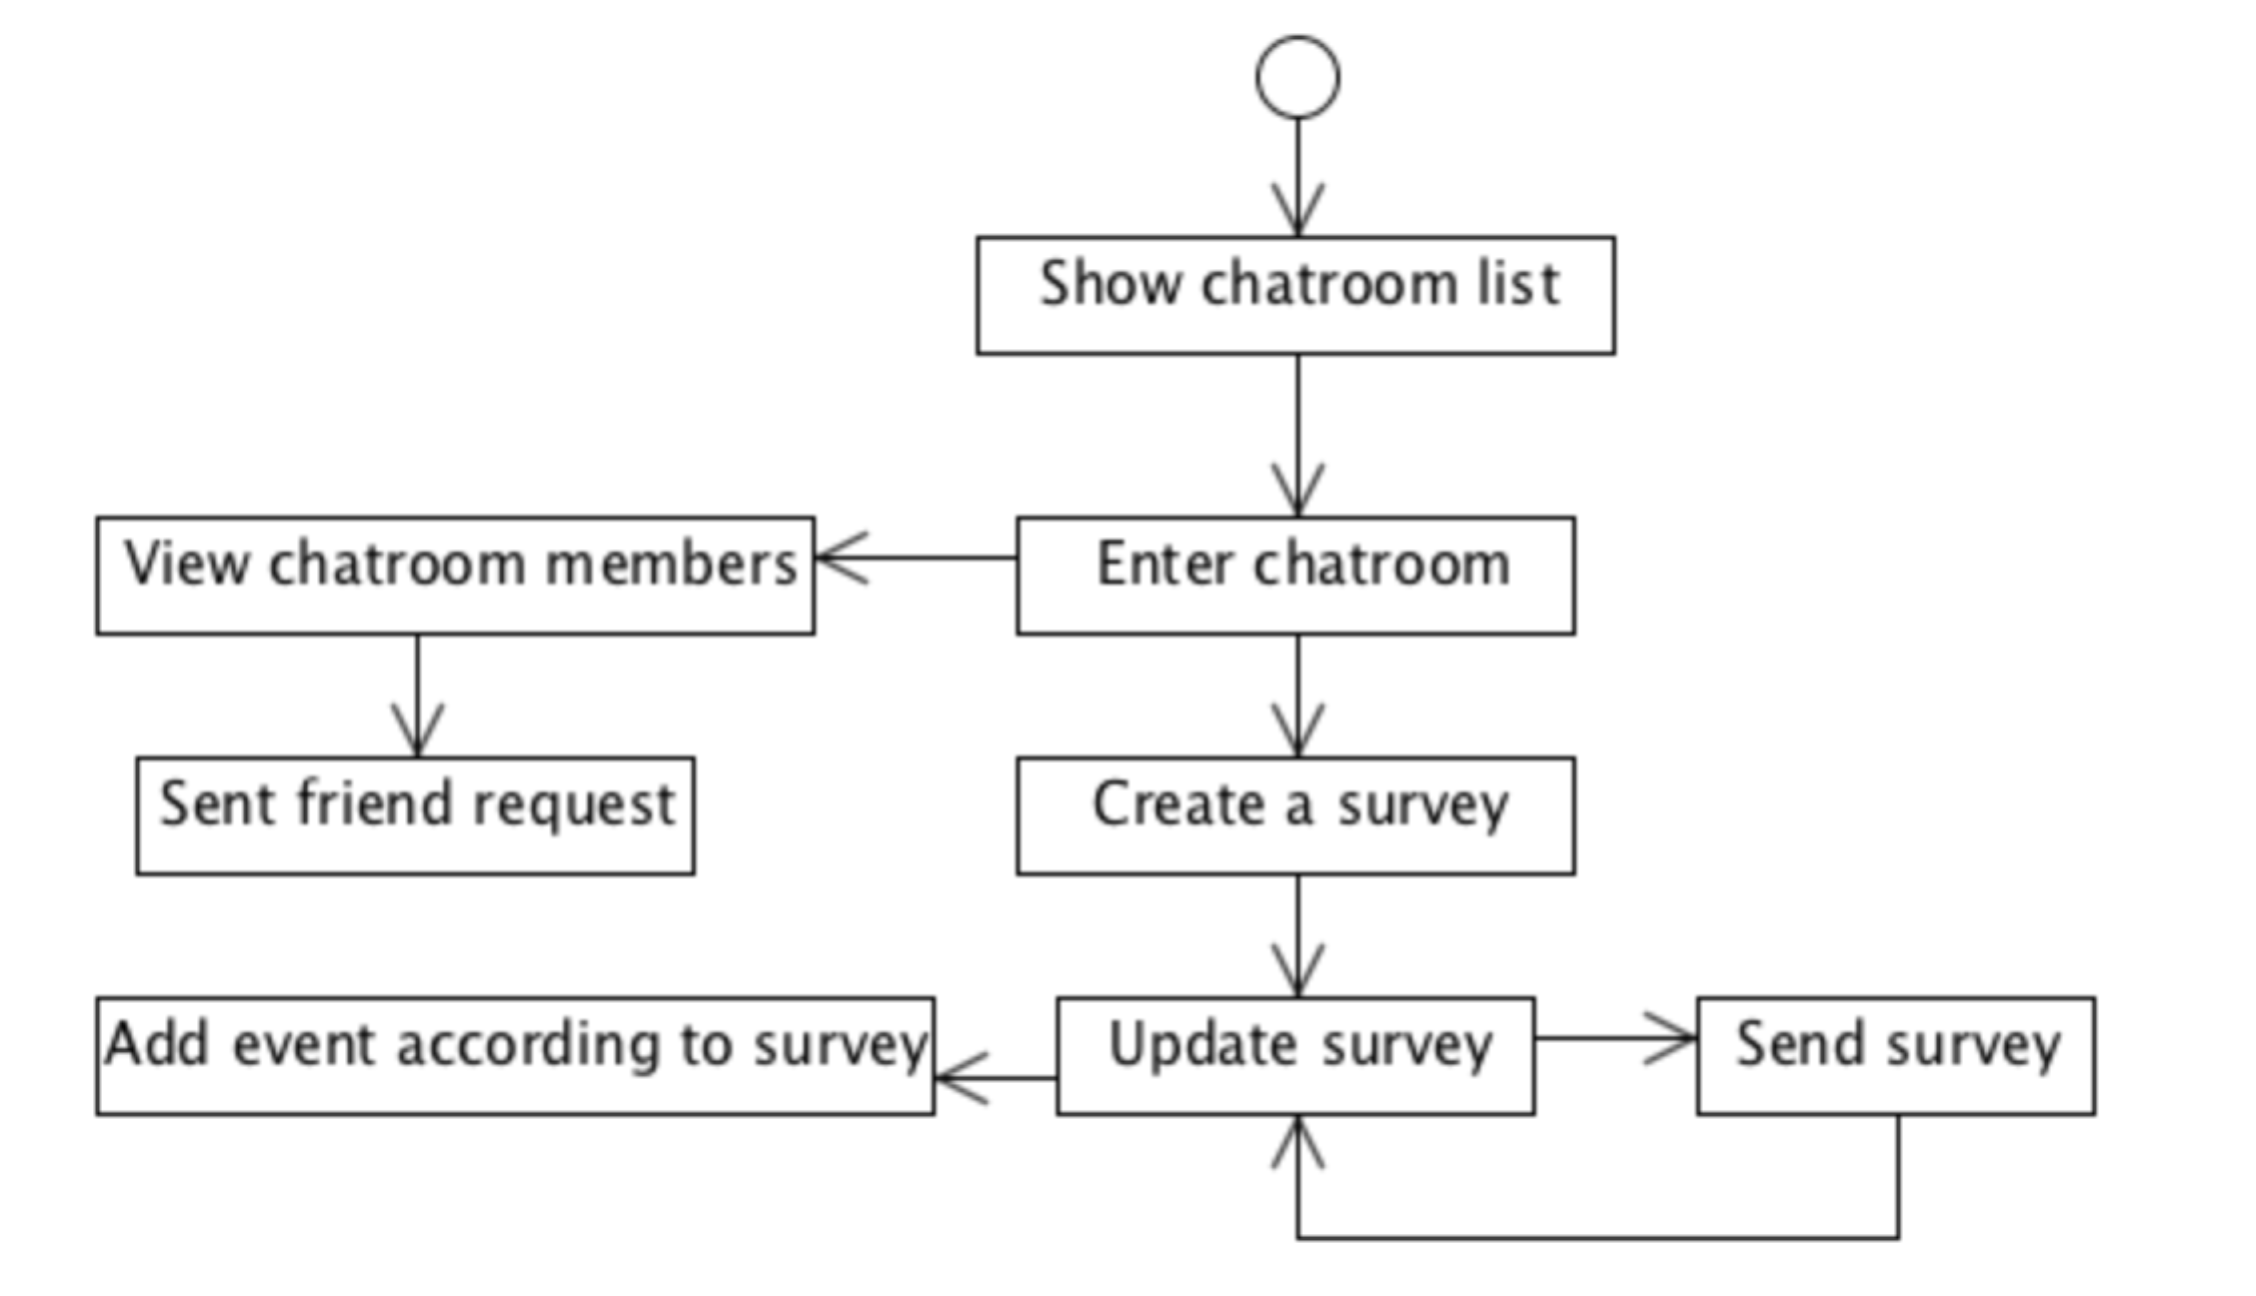 Show chatroom list
View chatroom members
Enter chatroom
Sent friend request
Create a survey
Add event according to survey
Update survey
Send survey